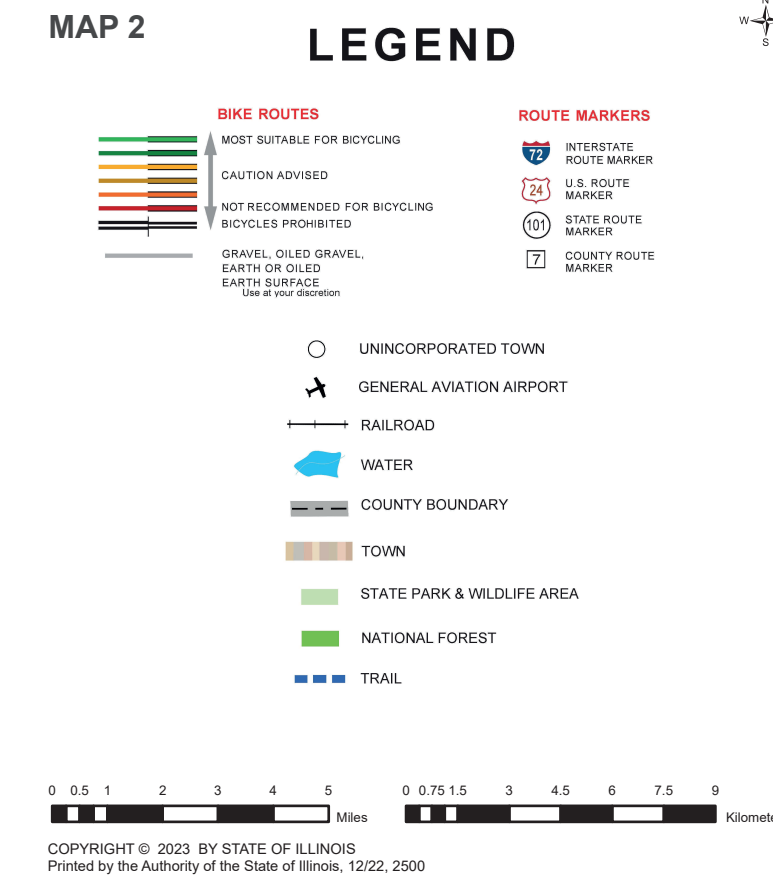 MAP 2
LEGEND
N
W
S
BIKE ROUTES
MOST SUITABLE FOR BICYCLING
CAUTION ADVISED
NOT RECOMMENDED FOR BICYCLING
BICYCLES PROHIBITED
GRAVEL, OILED GRAVEL,
EARTH OR OILED
EARTH SURFACE
Use at your discretion
ROUTE MARKERS
72
INTERSTATE
ROUTE MARKER
24
U.S. ROUTE
MARKER
101
STATE ROUTE
MARKER
7
COUNTY ROUTE
MARKER
UNINCORPORATED TOWN
GENERAL AVIATION AIRPORT
RAILROAD
WATER
COUNTY BOUNDARY
TOWN
STATE PARK & WILDLIFE AREA
NATIONAL FOREST
TRAIL
0 0.5 1 2 3 4 5
Miles
0 0.75 1.5 3 4.5 6 7.5 9
Kilomete
COPYRIGHT © 2023 BY STATE OF ILLINOIS
Printed by the Authority of the State of Illinois, 12/22, 2500